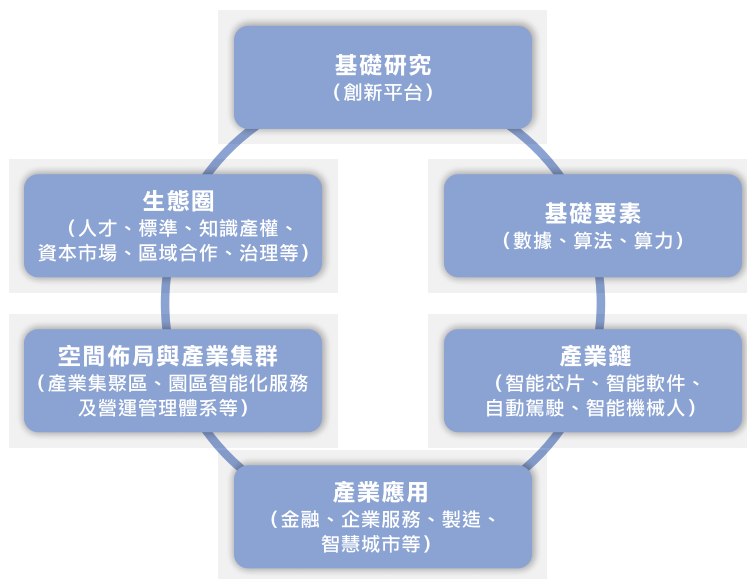 基礎研究
（創新平台）
生態圈
（人才、標準、知識產權、
資本市場、區域合作、治理等）
基礎要素
（數據、算法、算力）
空間佈局與產業集群
（產業集聚區、園區智能化服務
及營運管理體系等）
產業鏈
（智能芯片、智能軟件、
自動駕駛、智能機械人）
產業應用
（金融、企業服務、製造、
智慧城市等）